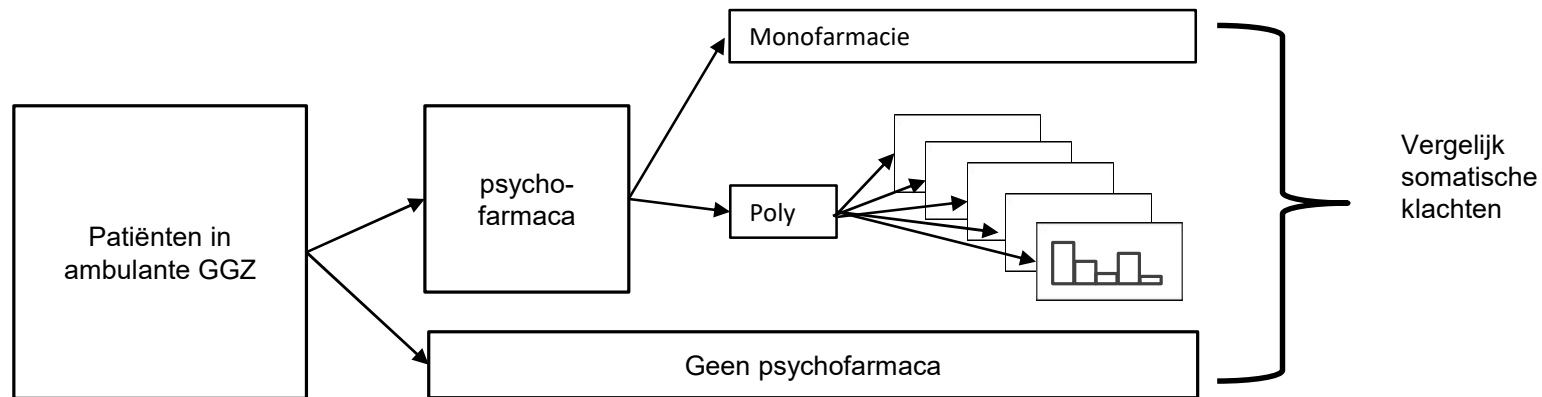 Monofarmacie
psycho-
farmaca
Poly
Patiënten in
ambulante GGZ
Geen psychofarmaca
Vergelijk
somatische
klachten